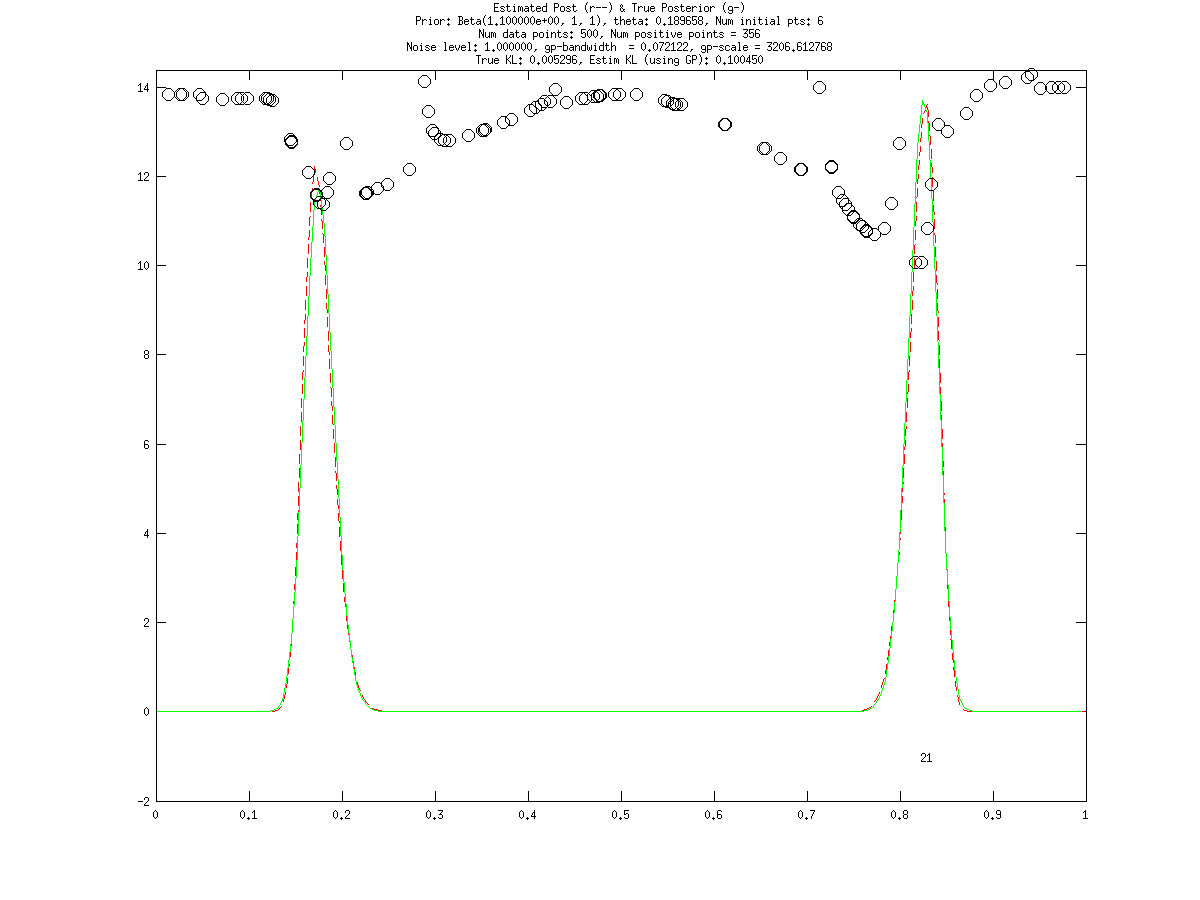 Estimated Post (r--) & True Posterior (g-)
Prior: Beta(1.100000e+00, 1, 1), theta: 0.189658, Num initial pts: 6
Num data points: 500, Num positive points = 356
Noise level: 1.000000, gp-bandwidth  = 0.072122, gp-scale = 3206.612768
True KL: 0.005296, Estim KL (using GP): 0.100450
14
12
10
8
6
4
2
0
21
-2
0 0.1 0.2 0.3 0.4 0.5 0.6 0.7 0.8 0.9 1